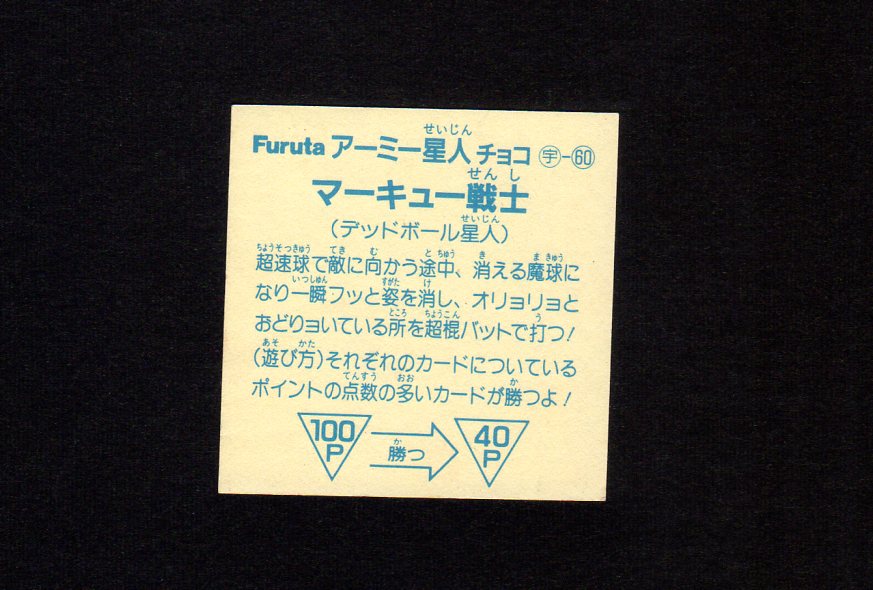 Furuta アーミー星人チョコ ㊫-60
マーキュー戦士
(デッドボール星人)
超速球で敵に向かう途中、消える魔球に
なり一瞬フッと姿を消し、オリョリョと
おどりョいている所を超棍バットで打つ!
(遊び方)それぞれのカードについている
ポイントの点数の多いカードが勝つよ!
100P 勝つ 40P